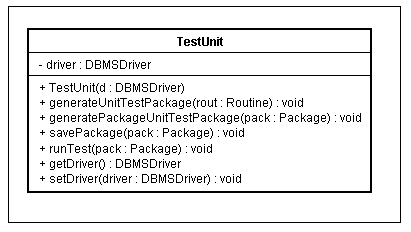 TestUnit
- driver : DBMSDriver
+ TestUnit(d : DBMSDriver)
+ generateUnitTestPackage(rout : Routine) : void
+ generatePackageUnitTestPackage(pack : Package) : void
+ savePackage(pack : Package) : void
+ runTest(pack : Package) : void
+ getDriver() : DBMSDriver
+ setDriver(driver : DBMSDriver) : void